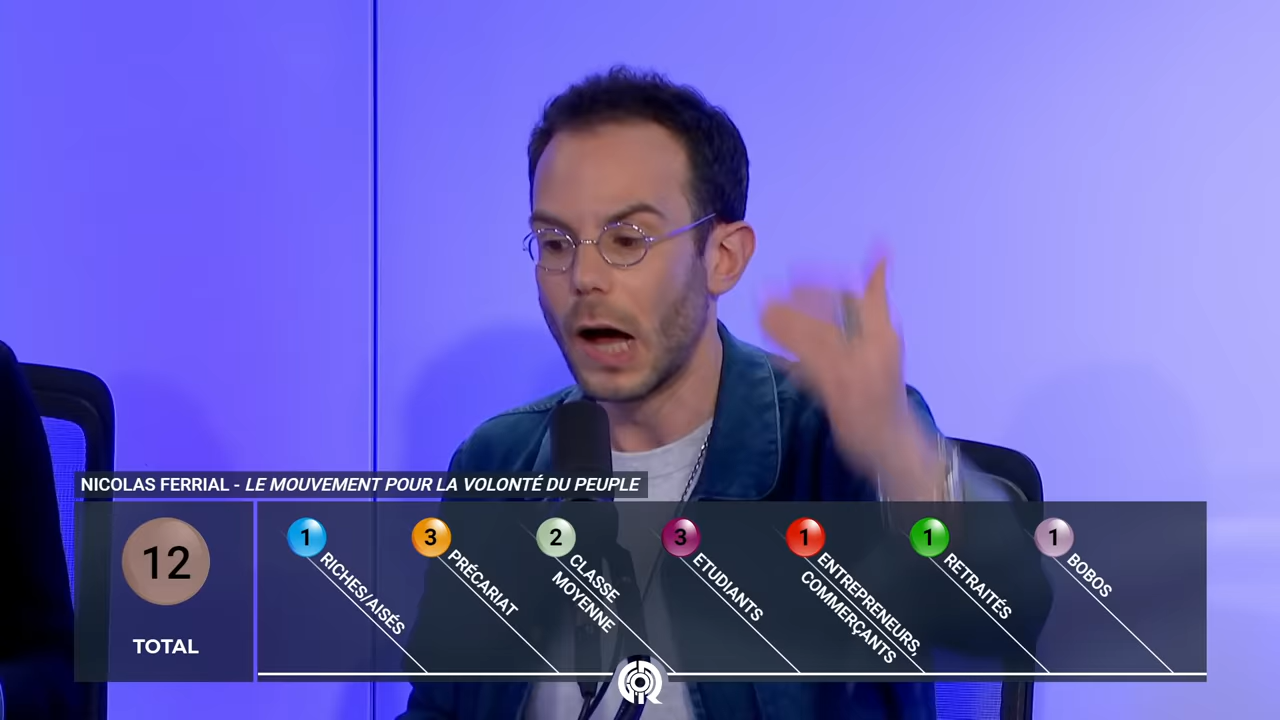 NICOLAS FERRIAL - LE MOUVEMENT POUR LA VOLONTÉ DU PEUPLE
12
TOTAL
1
RICHES/AISÉS
3
PRÉCARIAT
2
CLASSE
MOYENNE
3
ETUDIANTS
1
ENTREPRENEURS,
COMMERÇANTS
1
RETRAITÉS
1
BOBOS